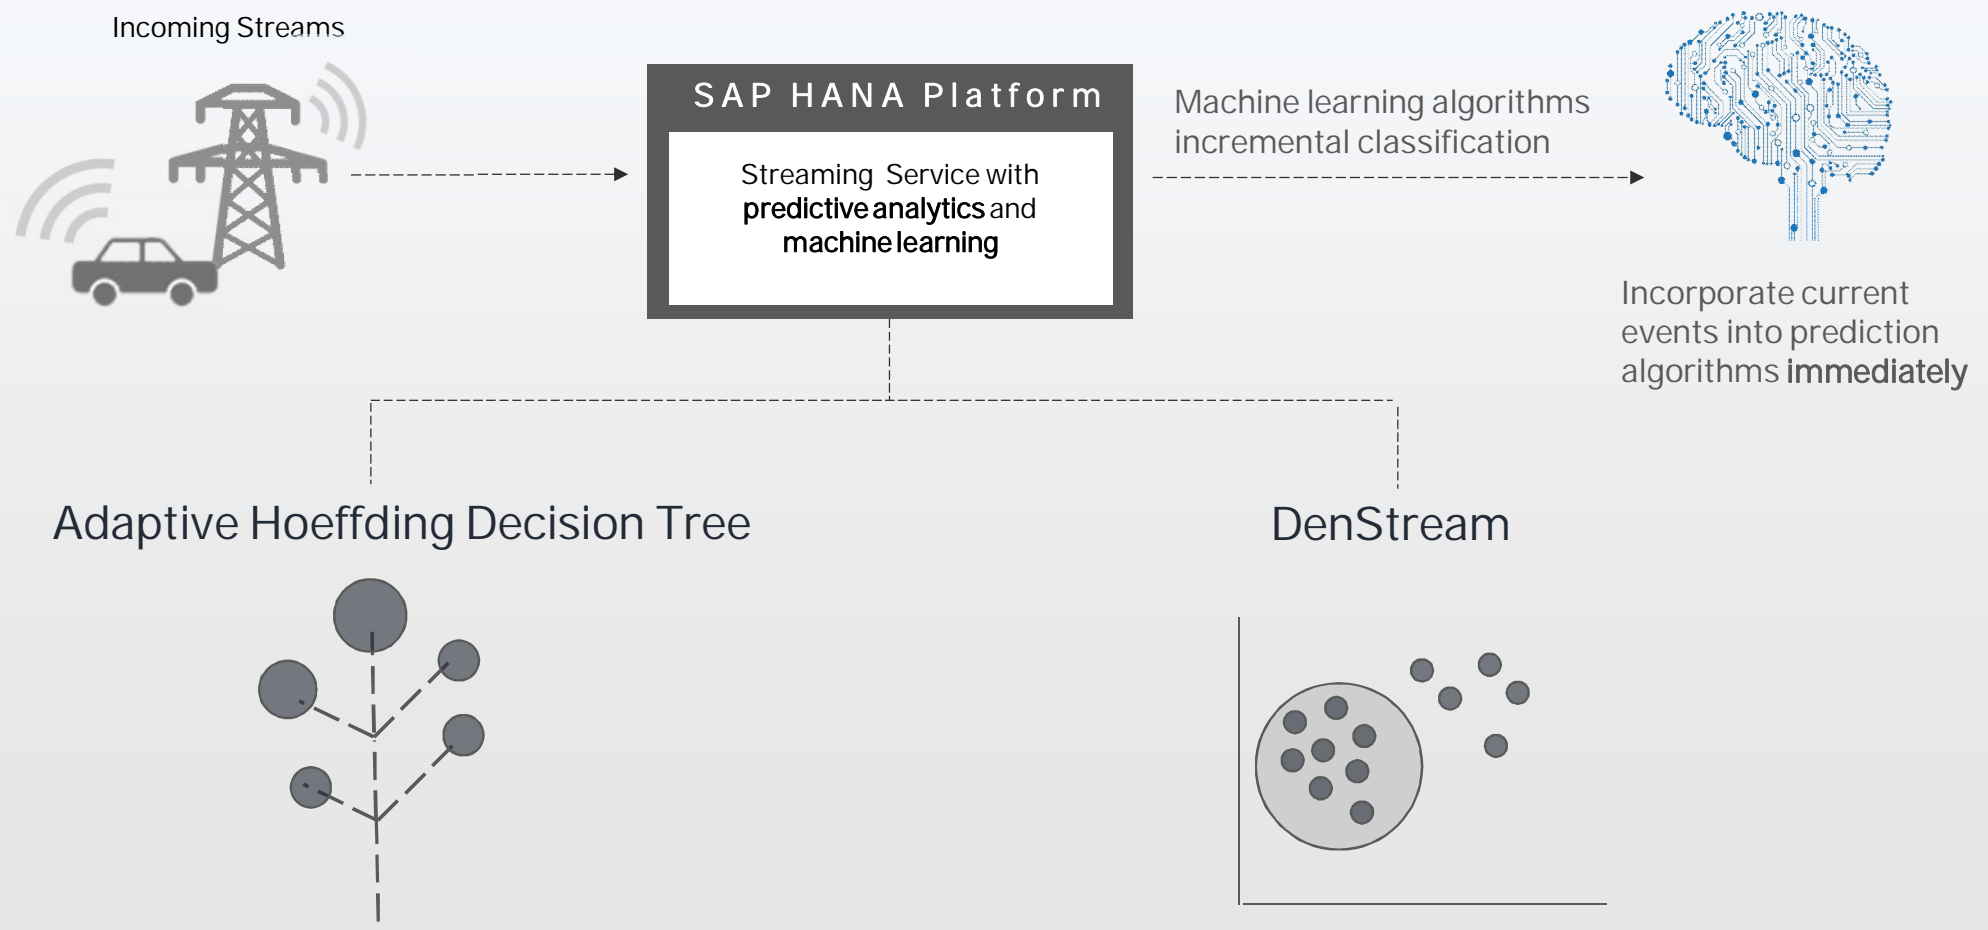 Incoming Streams
SAP HANA Platform
Streaming Service with
predictive analytics and
machine learning
Machine learning algorithms
incremental classification
Incorporate current
events into prediction
algorithms immediately
Adaptive Hoeffding Decision Tree
DenStream